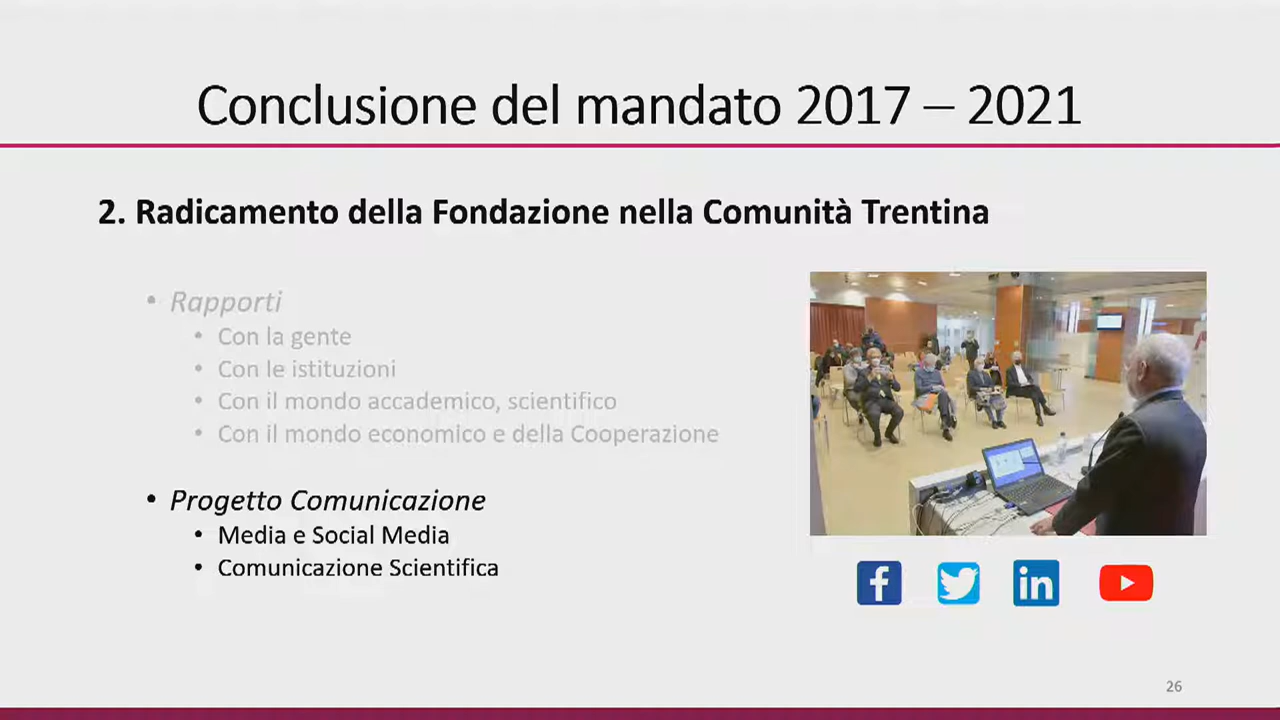 Conclusione del mandato 2017 – 2021
2. Radicamento della Fondazione nella Comunità Trentina
• Rapporti
• Con la gente
• Con le istituzioni
• Con il mondo accademico, scientifico
• Con il mondo economico e della Cooperazione
• Progetto Comunicazione
• Media e Social Media
• Comunicazione Scientifica
f
in
26